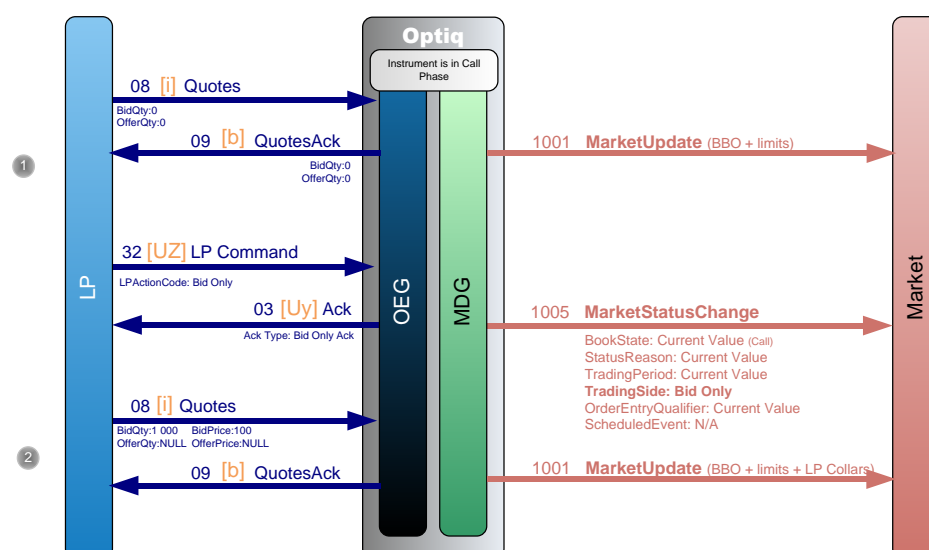 Optiq
Instrument is in Call
Phase
08 [i] Quotes
BidQty:0
OfferQty:0
09 [b] QuotesAck
BidQty:0
OfferQty:0
1001 MarketUpdate (BBO + limits)
1
32 [UZ] LP Command
LPActionCode: Bid Only
LP
OEG
MDG
Market
03 [Uy] Ack
Ack Type: Bid Only Ack
1005 MarketStatusChange
BookState: Current Value (Call)
StatusReason: Current Value
TradingPeriod: Current Value
TradingSide: Bid Only
OrderEntryQualifier: Current Value
ScheduledEvent: N/A
08 [i] Quotes
BidQty:1 000 BidPrice:100
OfferQty:NULL OfferPrice:NULL
2
09 [b] QuotesAck
1001 MarketUpdate (BBO + limits + LP Collars)